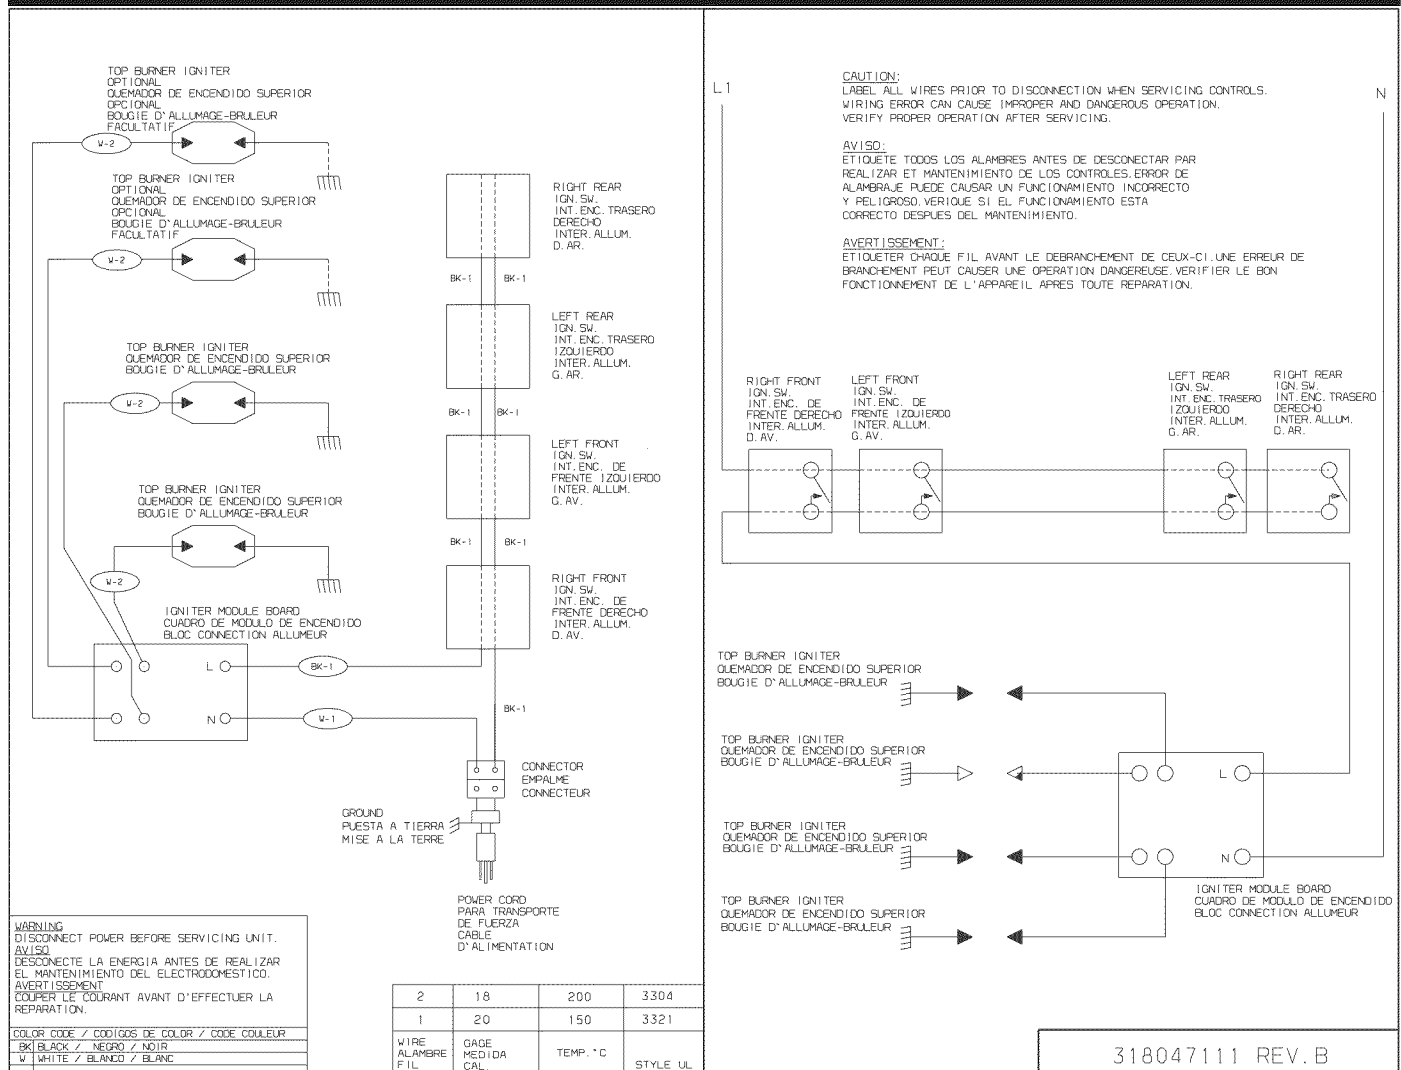 TOP BURNER IGNITER
OPTIONAL
QUEMADOR DE ENCENDIDO SUPERIOR
OPCIONAL
BOUGIE D'ALLUMAGE-BRULEUR
FACULTATIF
W-2
TOP BURNER IGNITER
OPTIONAL
QUEMADOR DE ENCENDIDO SUPERIOR
OPCIONAL
BOUGIE D'ALLUMAGE-BRULEUR
FACULTATIF
W-2
TOP BURNER IGNITER
QUEMADOR DE ENCENDIDO SUPERIOR
BOUGIE D'ALLUMAGE-BRULEUR
W-2
TOP BURNER IGNITER
QUEMADOR DE ENCENDIDO SUPERIOR
BOUGIE D'ALLUMAGE-BRULEUR
W-2
IGNITER MODULE BOARD
CUADRO DE MODULO DE ENCENDIDO
BLOC CONNECTION ALLUMEUR
L
BK-1
N
W-1
RIGHT REAR
IGN.SW.
INT.ENC.TRASERO
DERECHO
INTER.ALLUM.
D.AR.
BK-1 BK-1
LEFT REAR
IGN.SW.
INT.ENC.TRASERO
IZQUIERDO
INTER.ALLUM.
G.AR.
BK-1 BK-1
LEFT FRONT
IGN.SW.
INT.ENC. DE
FRENTE IZQUIERDO
INTER.ALLUM.
G.AV.
BK-1 BK-1
RIGHT FRONT
IGN.SW.
INT.ENC. DE
FRENTE DERECHO
INTER.ALLUM.
D.AV.
BK-1
CONNECTOR
EMPALME
CONNECTEUR
GROUND
PUESTA A TIERRA
MISE A LA TERRE
POWER CORD
PARA TRANSPORTE
DE FUERZA
CABLE
D'ALIMENTATION
WARNING
DISCONNECT POWER BEFORE SERVICING UNIT.
AVISO
DESCONECTE LA ENERGIA ANTES DE REALIZAR
EL MANTENIMIENTO DEL ELECTRODOMESTICO.
AVERTISSEMENT
COUPER LE COURANT AVANT D'EFFECTUER LA
REPARATION.
COLOR CODE / CODIGOS DE COLOR / CODE COULEUR
BK BLACK / NEGRO / NOIR
W WHITE / BLANCO / BLANC
2 18 200 3304
1 20 150 3321
WIRE
ALAMBRE
FIL
GAGE
MEDIDA
CAL.
TEMP.°C
STYLE UL
L1
N
CAUTION:
LABEL ALL WIRES PRIOR TO DISCONNECTION WHEN SERVICING CONTROLS.
WIRING ERROR CAN CAUSE IMPROPER AND DANGEROUS OPERATION.
VERIFY PROPER OPERATION AFTER SERVICING.
AVISO:
ETIQUETE TODOS LOS ALAMBRES ANTES DE DESCONECTAR PAR
REALIZAR ET MANTENIMIENTO DE LOS CONTROLES.ERROR DE
ALAMBRAJE PUEDE CAUSAR UN FUNCIONAMIENTO INCORRECTO
Y PELIGROSO.VERIQUE SI EL FUNCIONAMIENTO ESTA
CORRECTO DESPUES DEL MANTENIMIENTO.
AVERTISSEMENT:
ETIQUETER CHAQUE FIL AVANT LE DEBRANCHEMENT DE CEUX-CI.UNE ERREUR DE
BRANCHEMENT PEUT CAUSER UNE OPERATION DANGEREUSE.VERIFIER LE BON
FONCTIONNEMENT DE L'APPAREIL APRES TOUTE REPARATION.
RIGHT FRONT
IGN.SW.
INT.ENC. DE
FRENTE DERECHO
INTER.ALLUM.
D.AV.
LEFT FRONT
IGN.SW.
INT.ENC. DE
FRENTE IZQUIERDO
INTER.ALLUM.
G.AV.
LEFT REAR
IGN.SW.
INT.ENC.TRASERO
IZQUIERDO
INTER.ALLUM.
G.AR.
RIGHT REAR
IGN.SW.
INT.ENC.TRASERO
DERECHO
INTER.ALLUM.
D.AR.
TOP BURNER IGNITER
QUEMADOR DE ENCENDIDO SUPERIOR
BOUGIE D'ALLUMAGE-BRULEUR
TOP BURNER IGNITER
QUEMADOR DE ENCENDIDO SUPERIOR
BOUGIE D'ALLUMAGE-BRULEUR
TOP BURNER IGNITER
QUEMADOR DE ENCENDIDO SUPERIOR
BOUGIE D'ALLUMAGE-BRULEUR
TOP BURNER IGNITER
QUEMADOR DE ENCENDIDO SUPERIOR
BOUGIE D'ALLUMAGE-BRULEUR
L
N
IGNITER MODULE BOARD
CUADRO DE MODULO DE ENCENDIDO
BLOC CONNECTION ALLUMEUR
318047111 REV.B